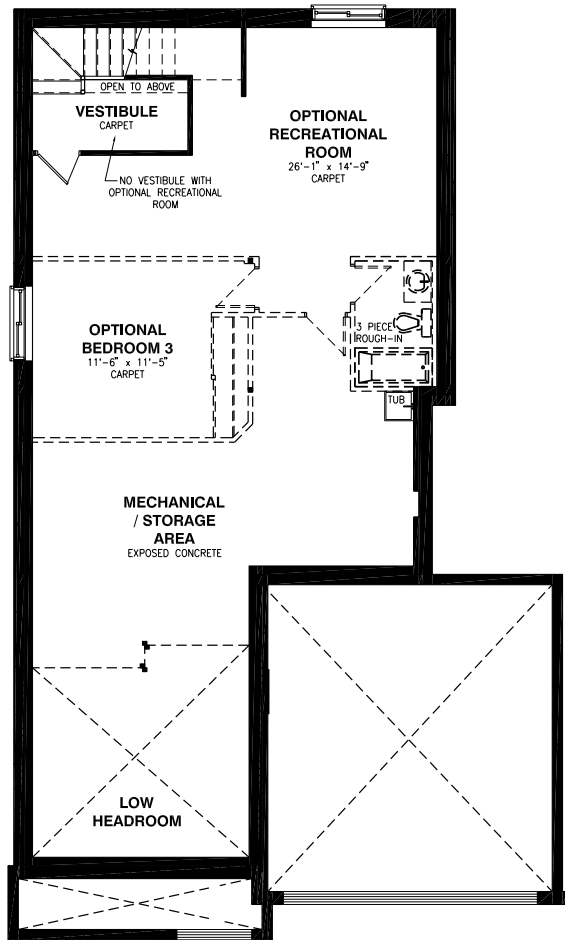 OPEN TO ABOVE
VESTIBULE
CARPET
NO VESTIBULE WITH
OPTIONAL RECREATIONAL
ROOM
OPTIONAL
RECREATIONAL
ROOM
26'-1" x 14'-9"
CARPET
OPTIONAL
BEDROOM 3
11'-6" x 11'-5"
CARPET
3 PIECE
ROUGH-IN
TUB
MECHANICAL
/ STORAGE
AREA
EXPOSED CONCRETE
LOW
HEADROOM